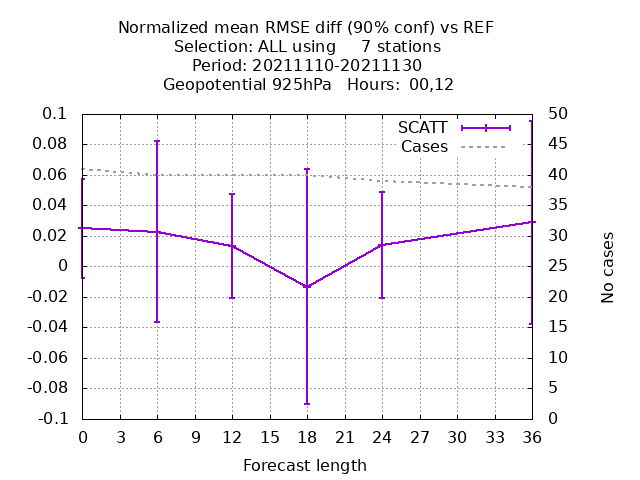 Normalized mean RMSE diff (90% conf) vs REF
Selection: ALL using     7 stations
Period: 20211110-20211130
Geopotential 925hPa   Hours:  00,12
0.1
0.08
0.06
0.04
0.02
0
-0.02
-0.04
-0.06
-0.08
-0.1
SCATT
Cases
50
45
40
35
30
25
20
15
10
5
0
No cases
0 3 6 9 12 15 18 21 24 27 30 33 36
Forecast length